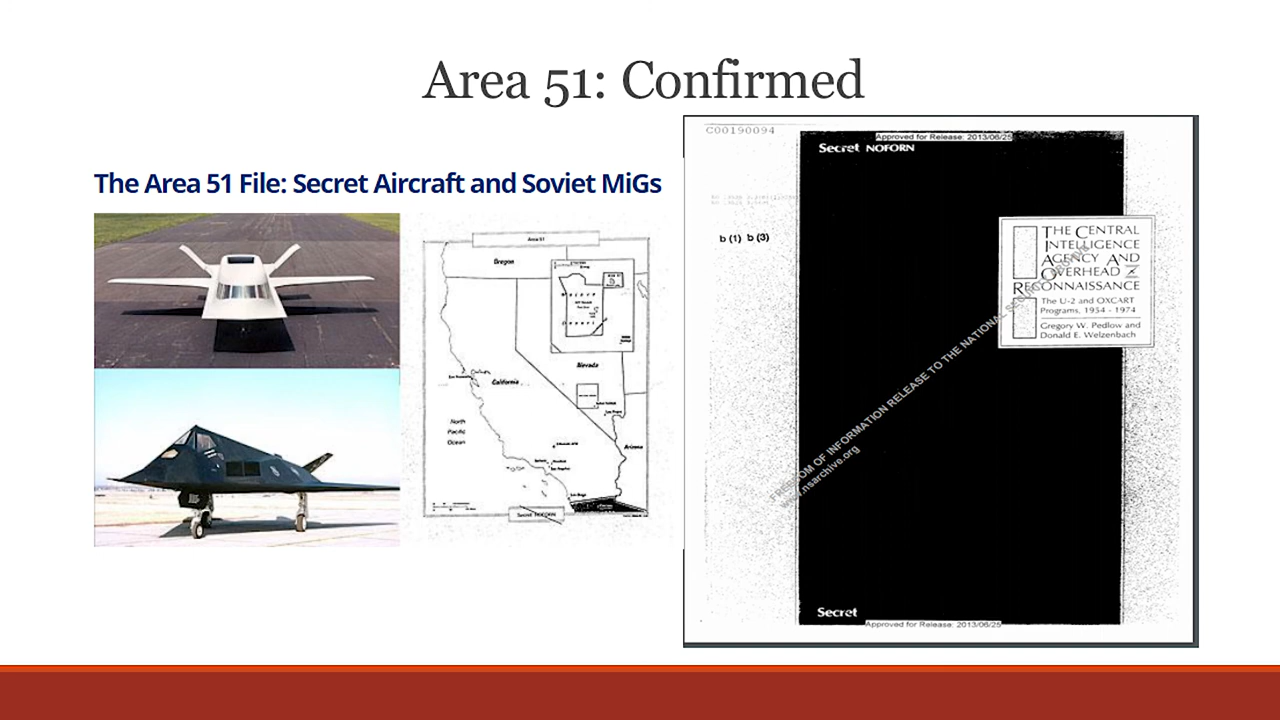 Area 51: Confirmed
The Area 51 File: Secret Aircraft and Soviet MiGs
Area 51
Oregon
Nevada
California
North
Pacific
Ocean
Arizona
Secret NOFORN
C00190094
Approved for Release: 2013/06/25
Secret NOFORN
b (1) b (3)
THE CENTRAL
INTELLIGENCE
AGENCY AND
OVERHEAD
RECONNAISSANCE
The U-2 and OXCART
Programs, 1954 - 1974
Gregory W. Pedlow and
Donald E. Welzenbach
FREEDOM OF INFORMATION RELEASE TO THE NATIONAL
www.nsarchive.org
Secret
Approved for Release: 2013/06/25